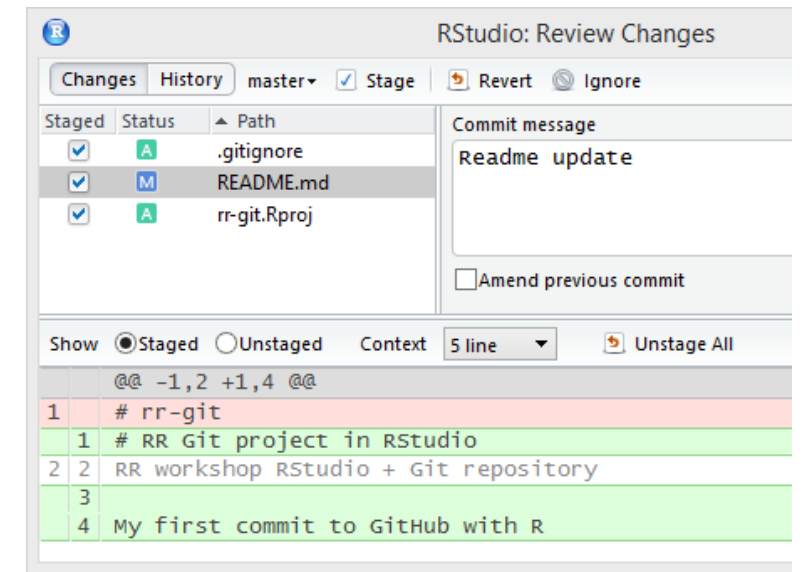 R RStudio: Review Changes
Changes History master Stage Revert Ignore
Staged Status Path
A .gitignore
M README.md
A rr-git.Rproj
Commit message
Readme update
Amend previous commit
Show Staged Unstaged Context 5 line Unstage All
@@ -1,2 +1,4 @@
1 # rr-git
1 # RR Git project in RStudio
2 2 RR workshop RStudio + Git repository
3
4 My first commit to GitHub with R